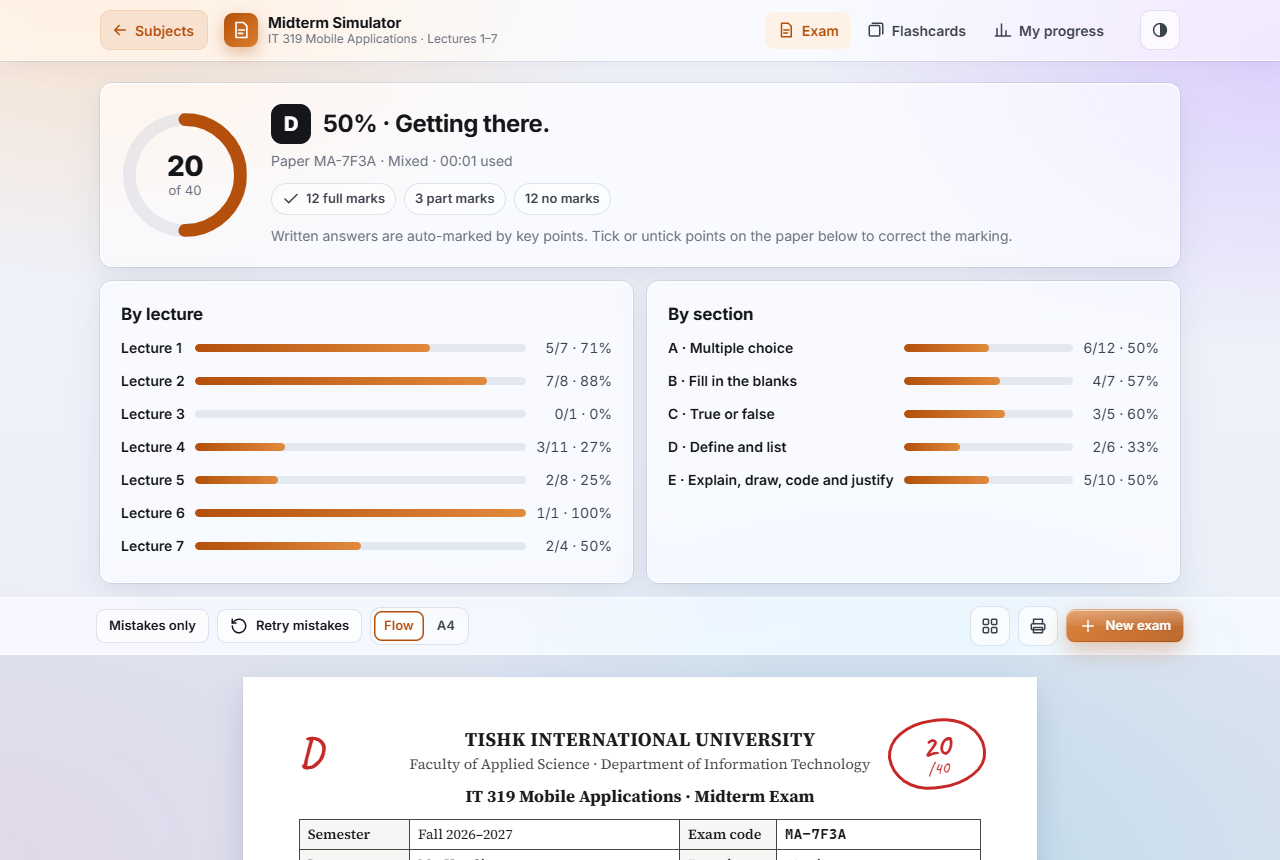 Subjects
Midterm Simulator
IT 319 Mobile Applications · Lectures 1–7
Exam
Flashcards
My progress
20
of 40
D
50% · Getting there.
Paper MA-7F3A · Mixed · 00:01 used
12 full marks
3 part marks
12 no marks
Written answers are auto-marked by key points. Tick or untick points on the paper below to correct the marking.
By lecture
Lecture 1 5/7 · 71%
Lecture 2 7/8 · 88%
Lecture 3 0/1 · 0%
Lecture 4 3/11 · 27%
Lecture 5 2/8 · 25%
Lecture 6 1/1 · 100%
Lecture 7 2/4 · 50%
By section
A · Multiple choice 6/12 · 50%
B · Fill in the blanks 4/7 · 57%
C · True or false 3/5 · 60%
D · Define and list 2/6 · 33%
E · Explain, draw, code and justify 5/10 · 50%
Mistakes only
Retry mistakes
Flow
A4
New exam
D
TISHK INTERNATIONAL UNIVERSITY
Faculty of Applied Science · Department of Information Technology
IT 319 Mobile Applications · Midterm Exam
20
/40
Semester Fall 2026–2027 Exam code MA-7F3A